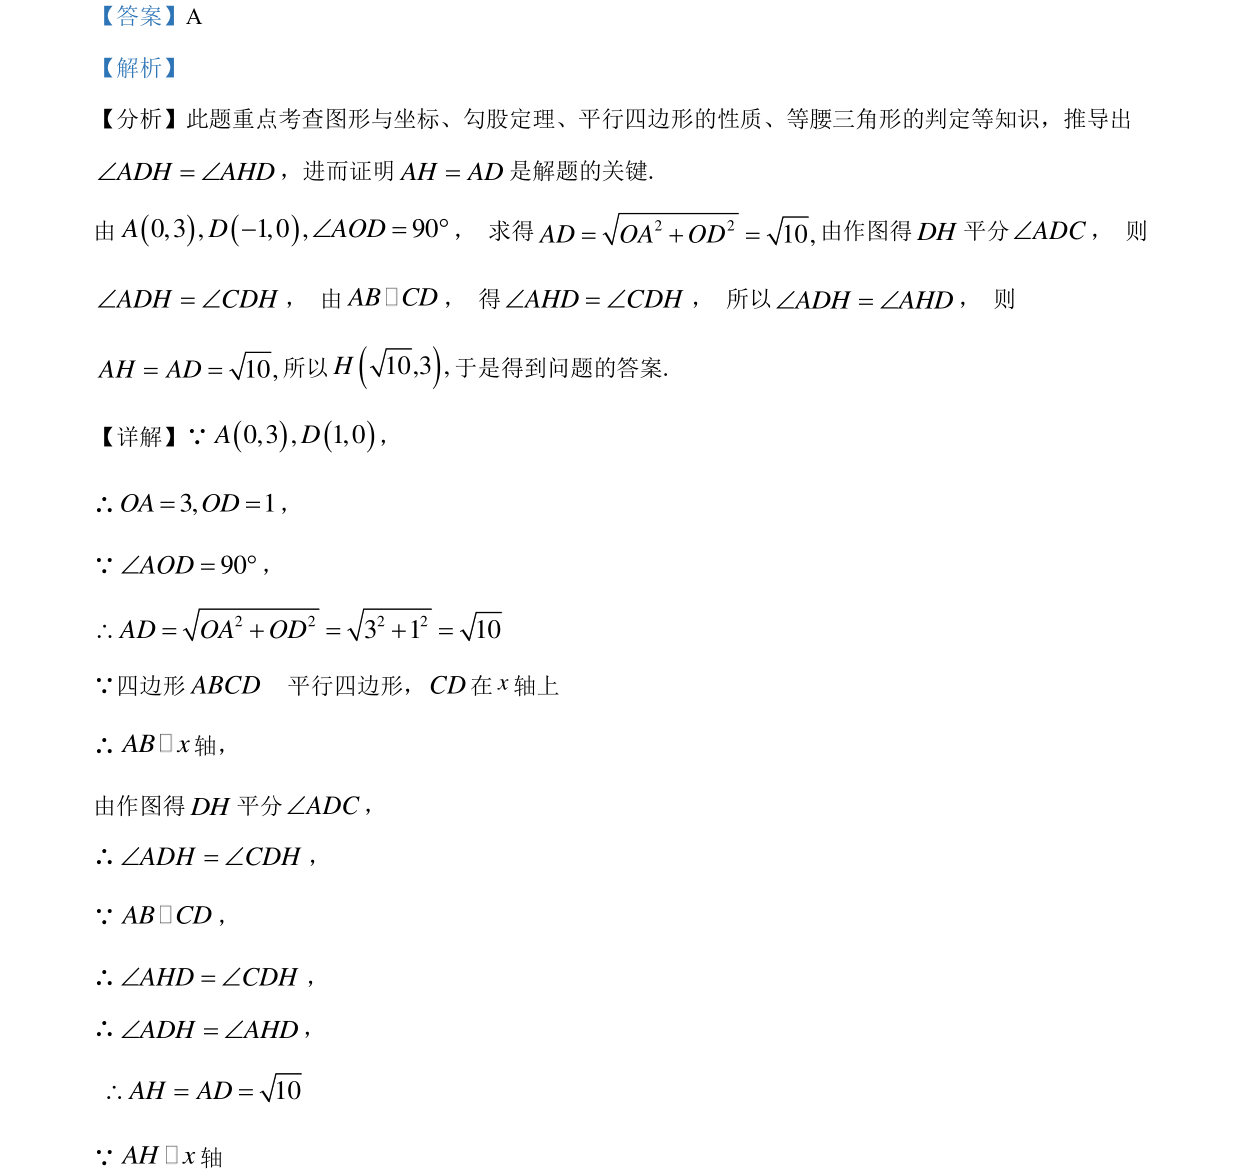 【答案】A
【解析】
【分析】此题重点考查图形与坐标、勾股定理、平行四边形的性质、等腰三角形的判定等知识，推导出
∠ADH = ∠AHD，进而证明 AH = AD 是解题的关键.
由 A(0,3), D(−1,0), ∠AOD = 90°， 求得 AD = √(OA² + OD²) = √10, 由作图得 DH 平分 ∠ADC， 则
∠ADH = ∠CDH， 由 AB□CD， 得 ∠AHD = ∠CDH， 所以 ∠ADH = ∠AHD， 则
AH = AD = √10, 所以 H(√10,3), 于是得到问题的答案.
【详解】∵ A(0,3), D(1,0)，
∴ OA = 3, OD = 1，
∵ ∠AOD = 90°，
∴ AD = √(OA² + OD²) = √(3² + 1²) = √10
∵四边形 ABCD 平行四边形，CD 在 x 轴上
∴ AB□x 轴，
由作图得 DH 平分 ∠ADC，
∴ ∠ADH = ∠CDH，
∵ AB□CD，
∴ ∠AHD = ∠CDH，
∴ ∠ADH = ∠AHD，
∴ AH = AD = √10
∵ AH□x 轴